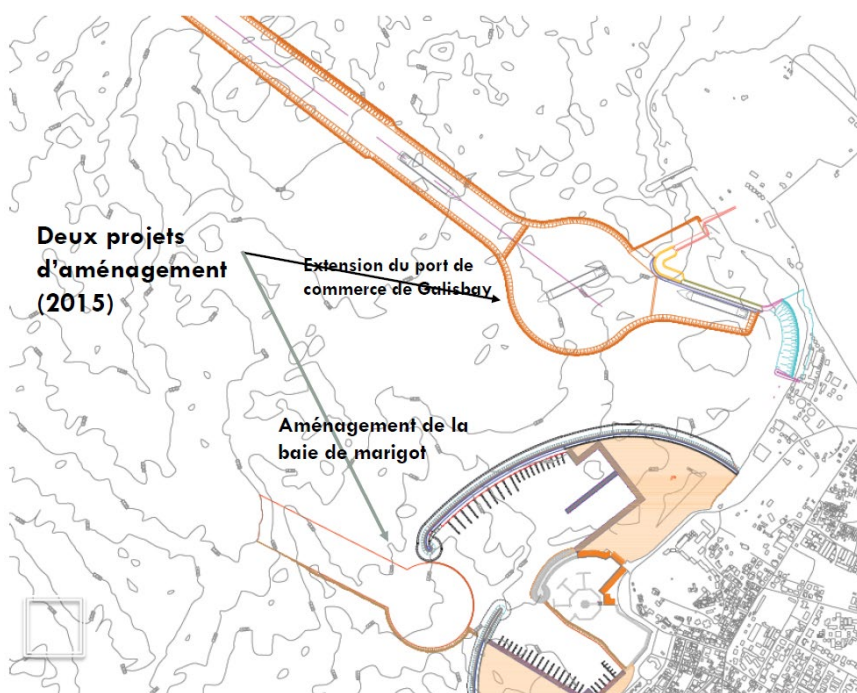 Deux projets
d'aménagement
(2015)
Extension du port de
commerce de Galisbay
Aménagement de la
baie de marigot